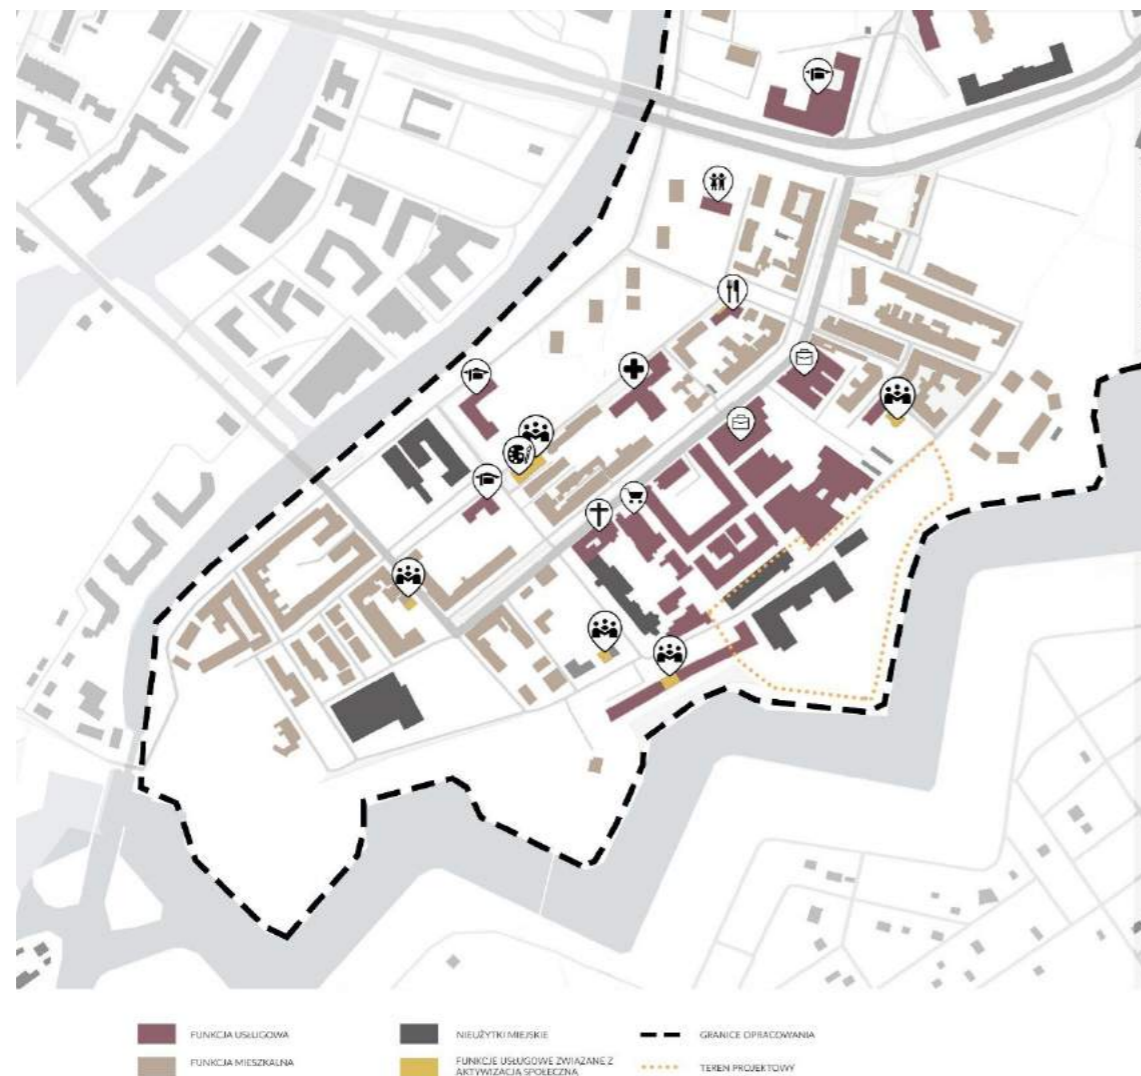 FUNKCJA USŁUGOWA
NIEUŻYTKI MIEJSKIE
GRANICE OPRACOWANIA
FUNKCJA MIESZKALNA
FUNKCJE USŁUGOWE ZWIĄZANE Z
AKTYWIZACJĄ SPOŁECZNĄ
TEREN PROJEKTOWY